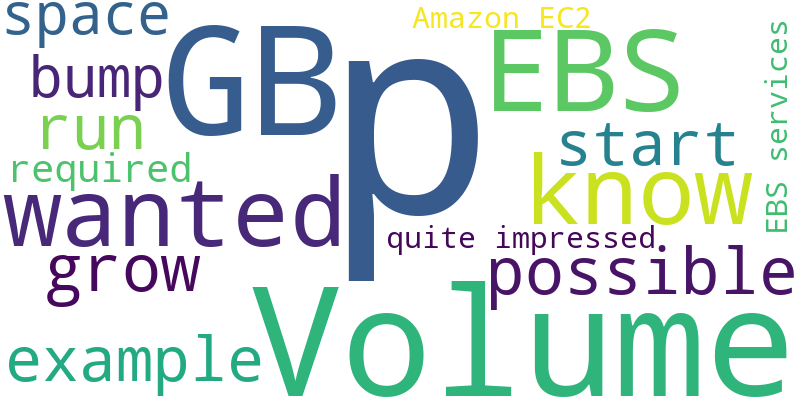 space
Amazon EC2
GB
p
EBS
EBS services
bump
run
start
required
know
wanted
quite impressed
grow
possible
Volume
example